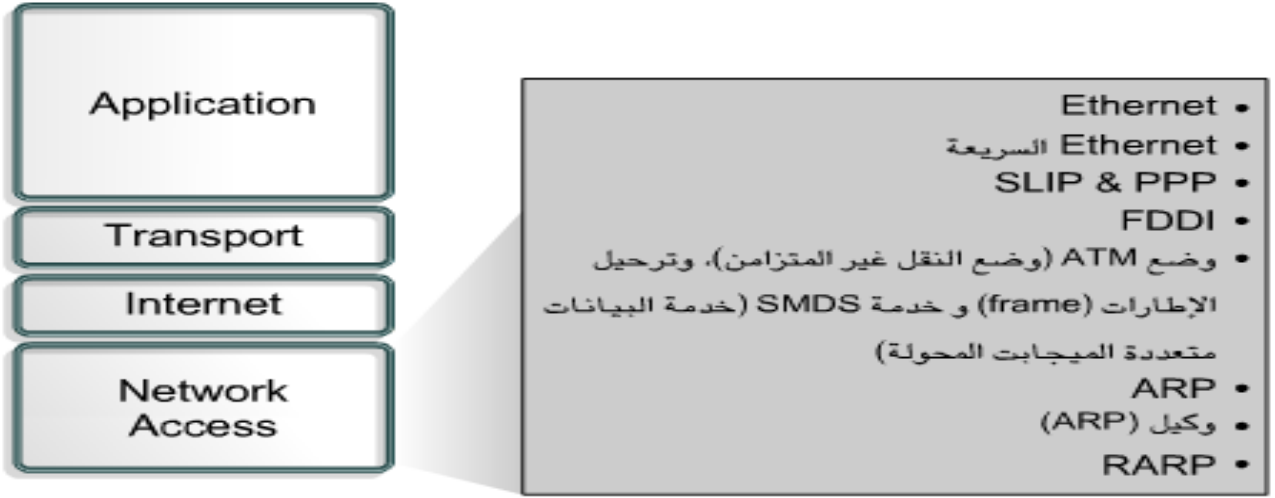 Application
Transport
Internet
Network
Access
• Ethernet
• Ethernet السريعة
• SLIP & PPP
• FDDI
• وضع ATM (وضع النقل غير المتزامن)، وترحيل
الإطارات (frame) و خدمة SMDS (خدمة البيانات
متعددة الميجابت المحولة)
• ARP
• وكيل (ARP)
• RARP